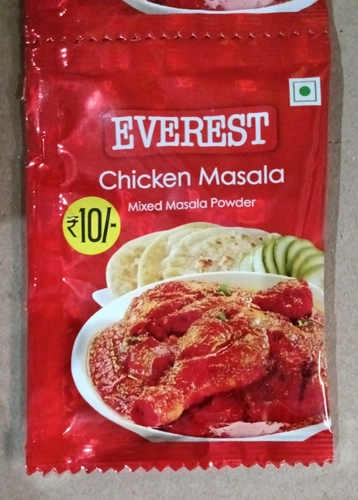 EVEREST
Chicken Masala
Mixed Masala Powder
₹10/-